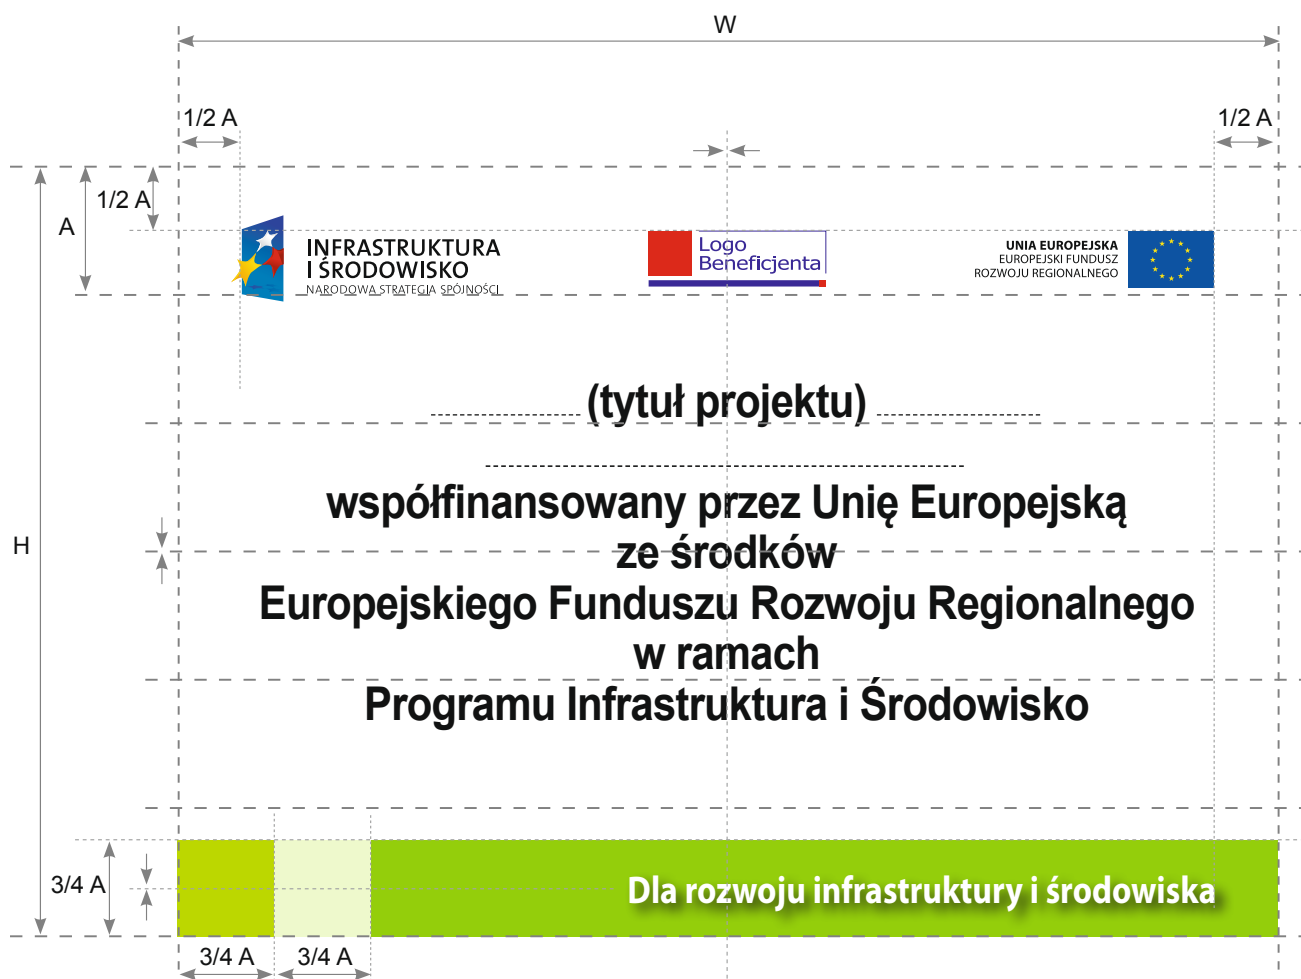 W
1/2 A
1/2 A
1/2 A
A
INFRASTRUKTURA
I ŚRODOWISKO
NARODOWA STRATEGIA SPÓJNOŚCI
Logo
Beneficjenta
UNIA EUROPEJSKA
EUROPEJSKI FUNDUSZ
ROZWOJU REGIONALNEGO
(tytuł projektu)
współfinansowany przez Unię Europejską
H
ze środków
Europejskiego Funduszu Rozwoju Regionalnego
w ramach
Programu Infrastruktura i Środowisko
3/4 A
Dla rozwoju infrastruktury i środowiska
3/4 A
3/4 A